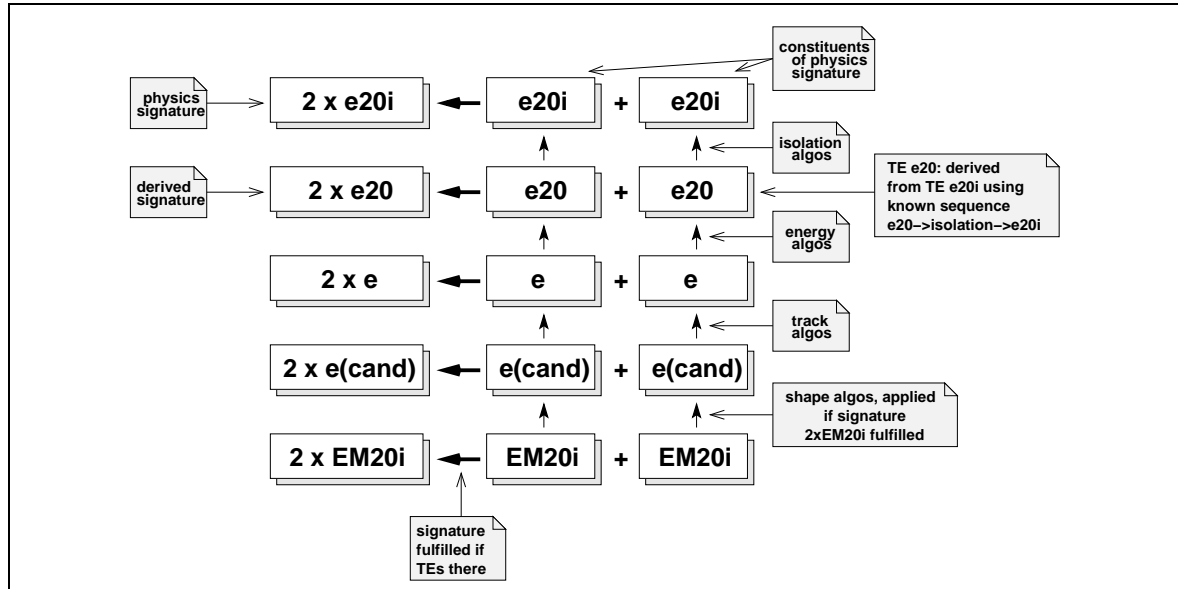 constituents
of physics
signature
physics
signature
2 x e20i
e20i
+
e20i
isolation
algos
derived
signature
2 x e20
e20
+
e20
TE e20: derived
from TE e20i using
known sequence
e20−>isolation−>e20i
energy
algos
2 x e
e
+
e
track
algos
2 x e(cand)
e(cand)
+
e(cand)
shape algos, applied
if signature
2xEM20i fulfilled
2 x EM20i
EM20i
+
EM20i
signature
fulfilled if
TEs there